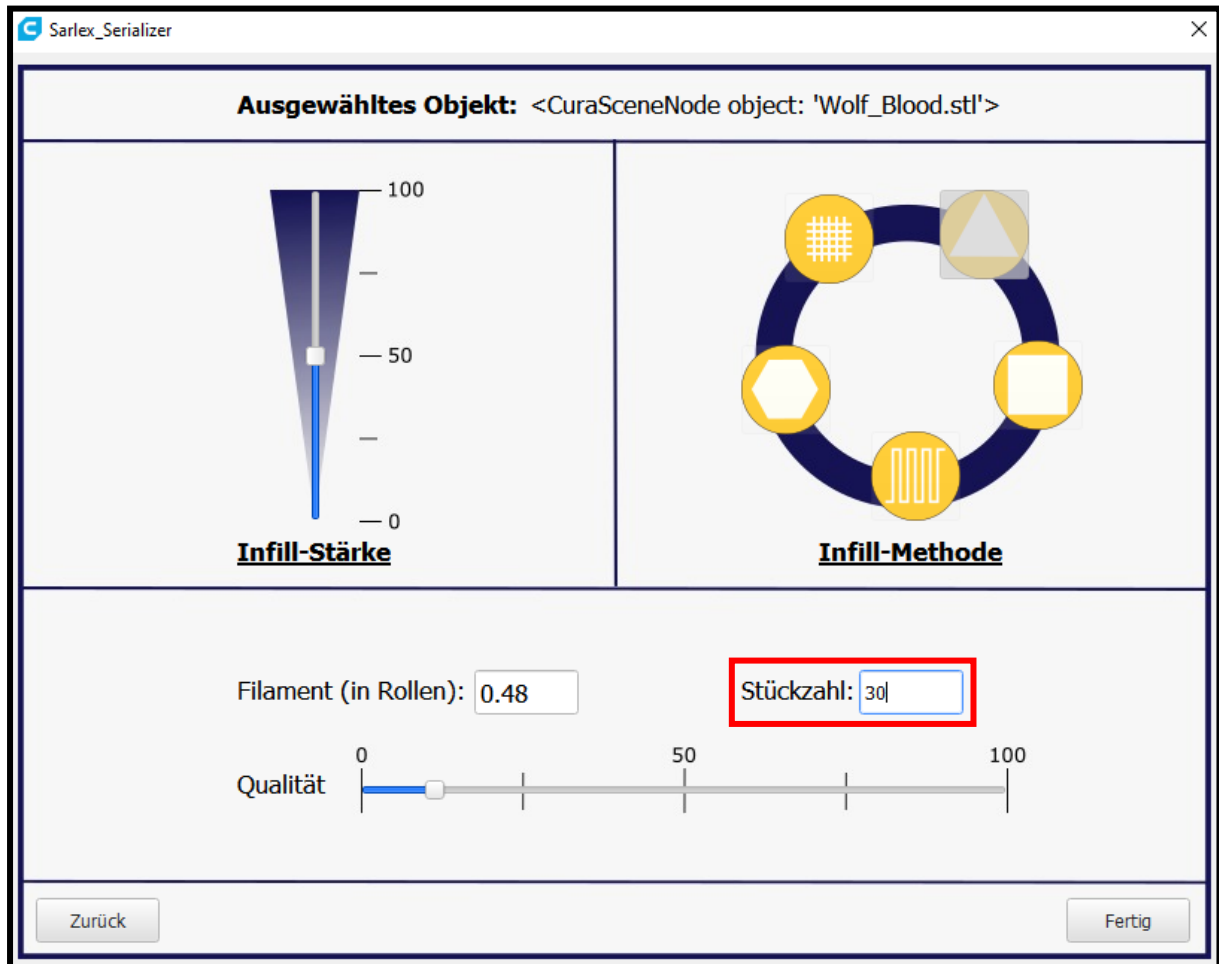 Sarlex_Serializer
Ausgewähltes Objekt: <CuraSceneNode object: 'Wolf_Blood.stl'>
100
50
0
Infill-Stärke
Infill-Methode
Filament (in Rollen): 0.48
Stückzahl: 30
0 50 100
Qualität
Zurück
Fertig